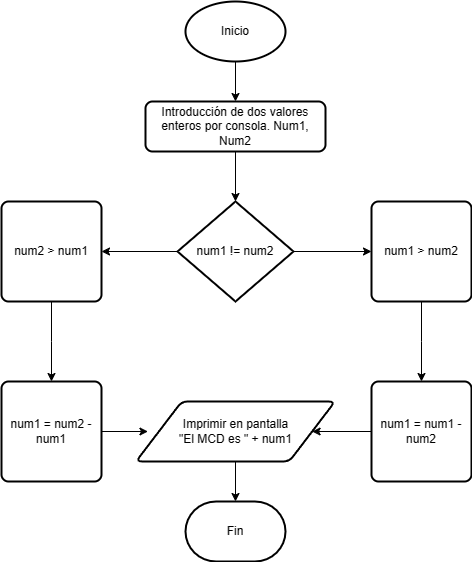 Inicio
Introducción de dos valores
enteros por consola. Num1,
Num2
num2 > num1
num1 != num2
num1 > num2
num1 = num2 -
num1
Imprimir en pantalla
"El MCD es " + num1
num1 = num1 -
num2
Fin